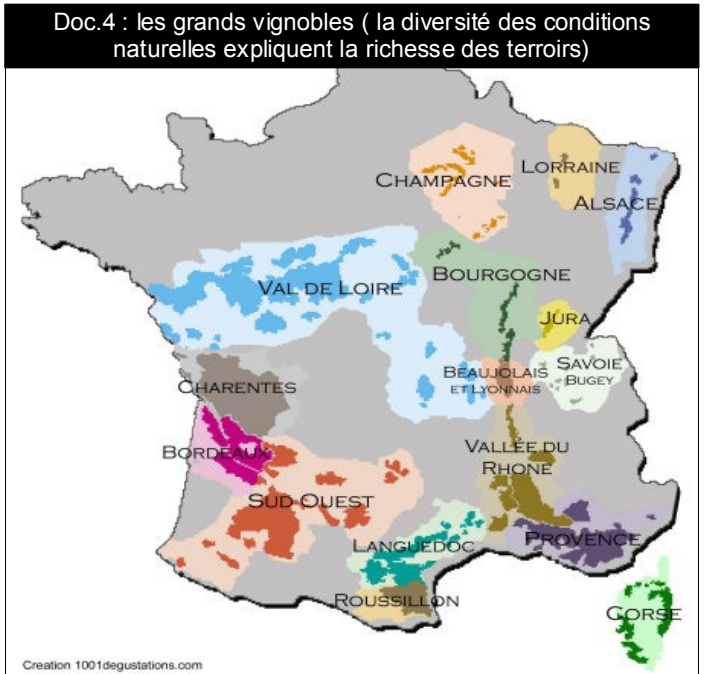 Doc.4 : les grands vignobles ( la diversité des conditions
naturelles expliquent la richesse des terroirs)
CHAMPAGNE
LORRAINE
ALSACE
VAL DE LOIRE
BOURGOGNE
JURA
CHARENTES
BEAUJOLAIS
ET LYONNAIS
SAVOIE
BUGEY
BORDEAUX
VALLÉE DU
RHONE
SUD OUEST
LANGUEDOC
PROVENCE
ROUSSILLON
CORSE
Creation 1001degustations.com